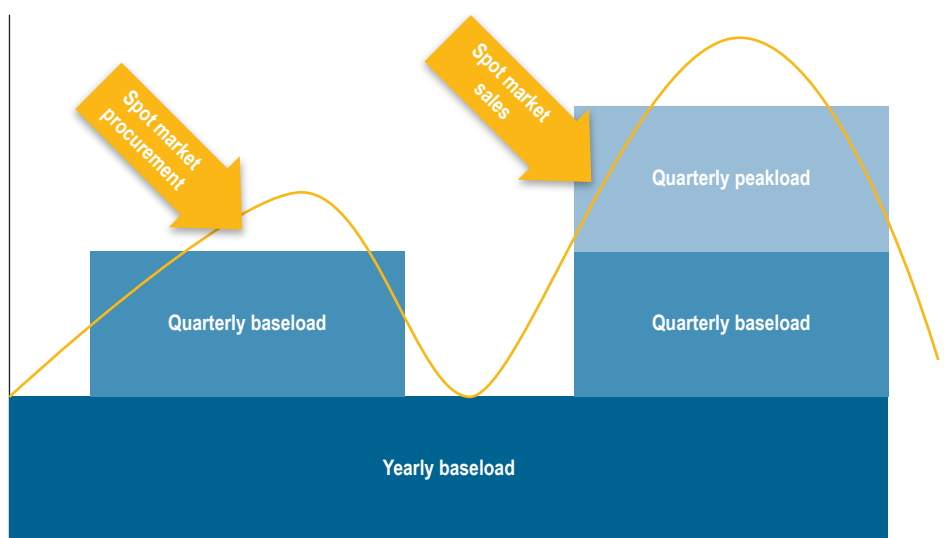 Spot market
procurement
Spot market
sales
Quarterly peakload
Quarterly baseload
Quarterly baseload
Yearly baseload